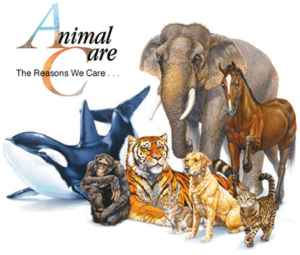 Animal
Care
The Reasons We Care . . .